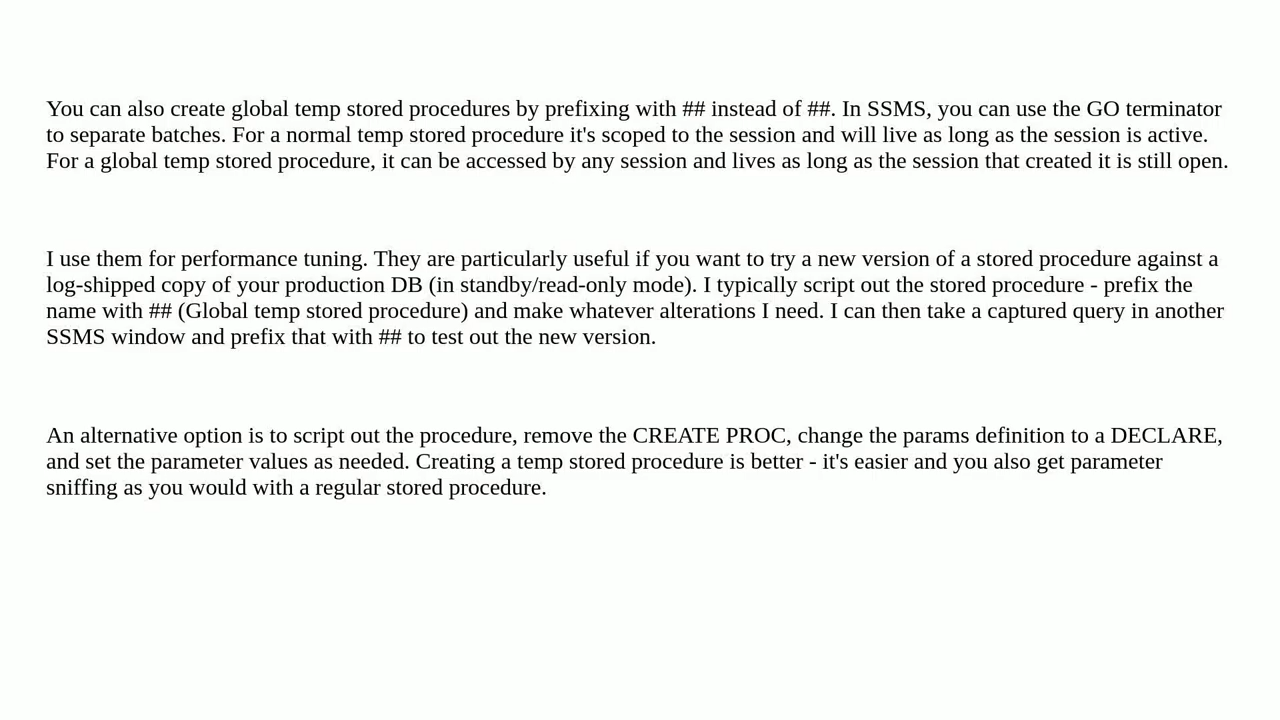 You can also create global temp stored procedures by prefixing with ## instead of ##. In SSMS, you can use the GO terminator
to separate batches. For a normal temp stored procedure it's scoped to the session and will live as long as the session is active.
For a global temp stored procedure, it can be accessed by any session and lives as long as the session that created it is still open.
I use them for performance tuning. They are particularly useful if you want to try a new version of a stored procedure against a
log-shipped copy of your production DB (in standby/read-only mode). I typically script out the stored procedure - prefix the
name with ## (Global temp stored procedure) and make whatever alterations I need. I can then take a captured query in another
SSMS window and prefix that with ## to test out the new version.
An alternative option is to script out the procedure, remove the CREATE PROC, change the params definition to a DECLARE,
and set the parameter values as needed. Creating a temp stored procedure is better - it's easier and you also get parameter
sniffing as you would with a regular stored procedure.